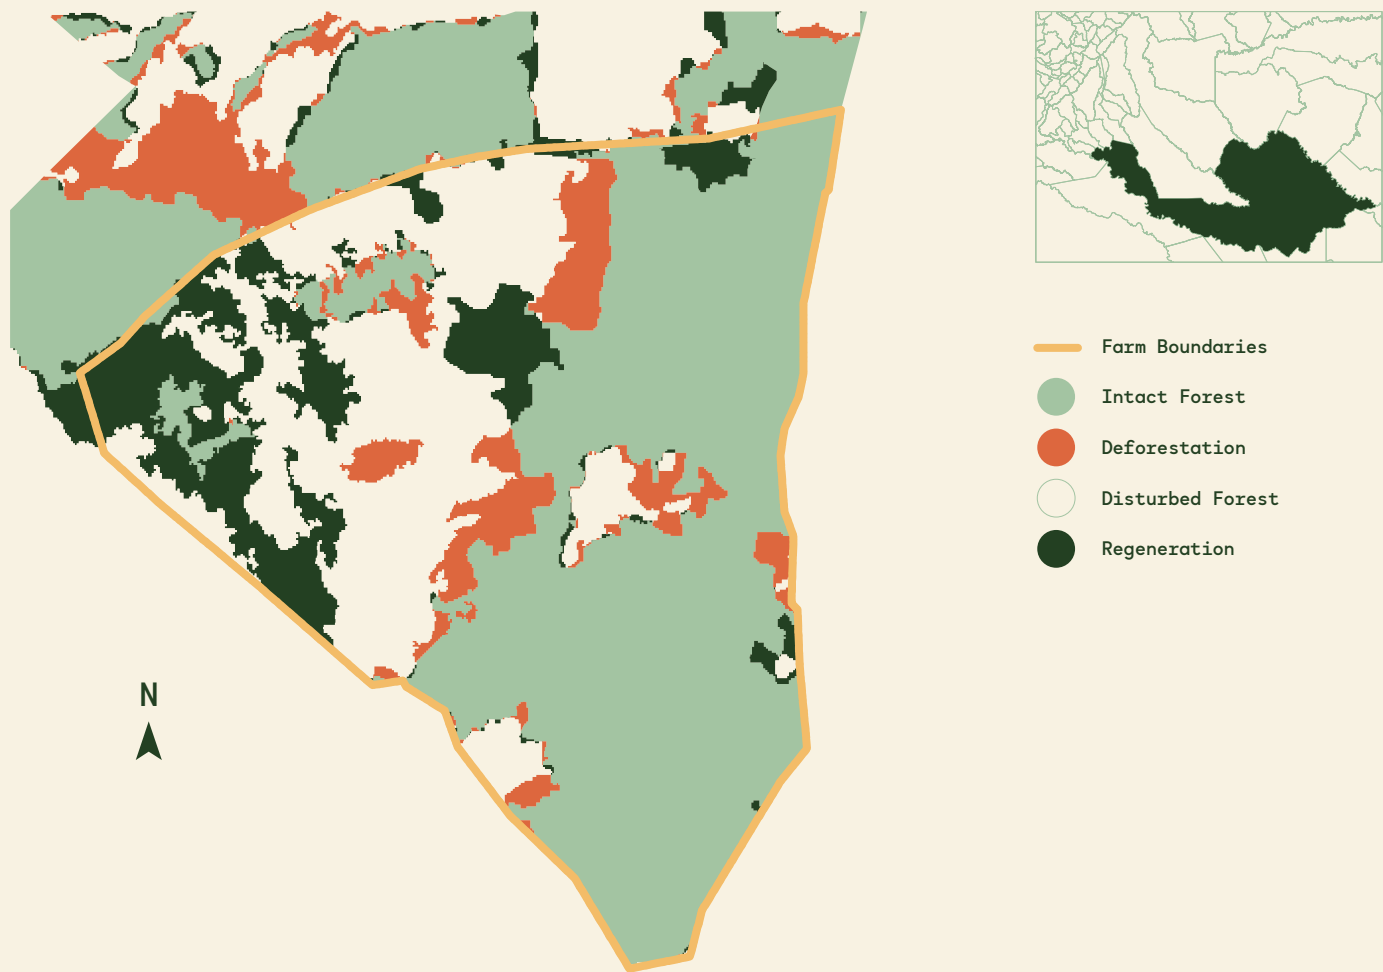 Farm Boundaries
Intact Forest
Deforestation
Disturbed Forest
Regeneration
N